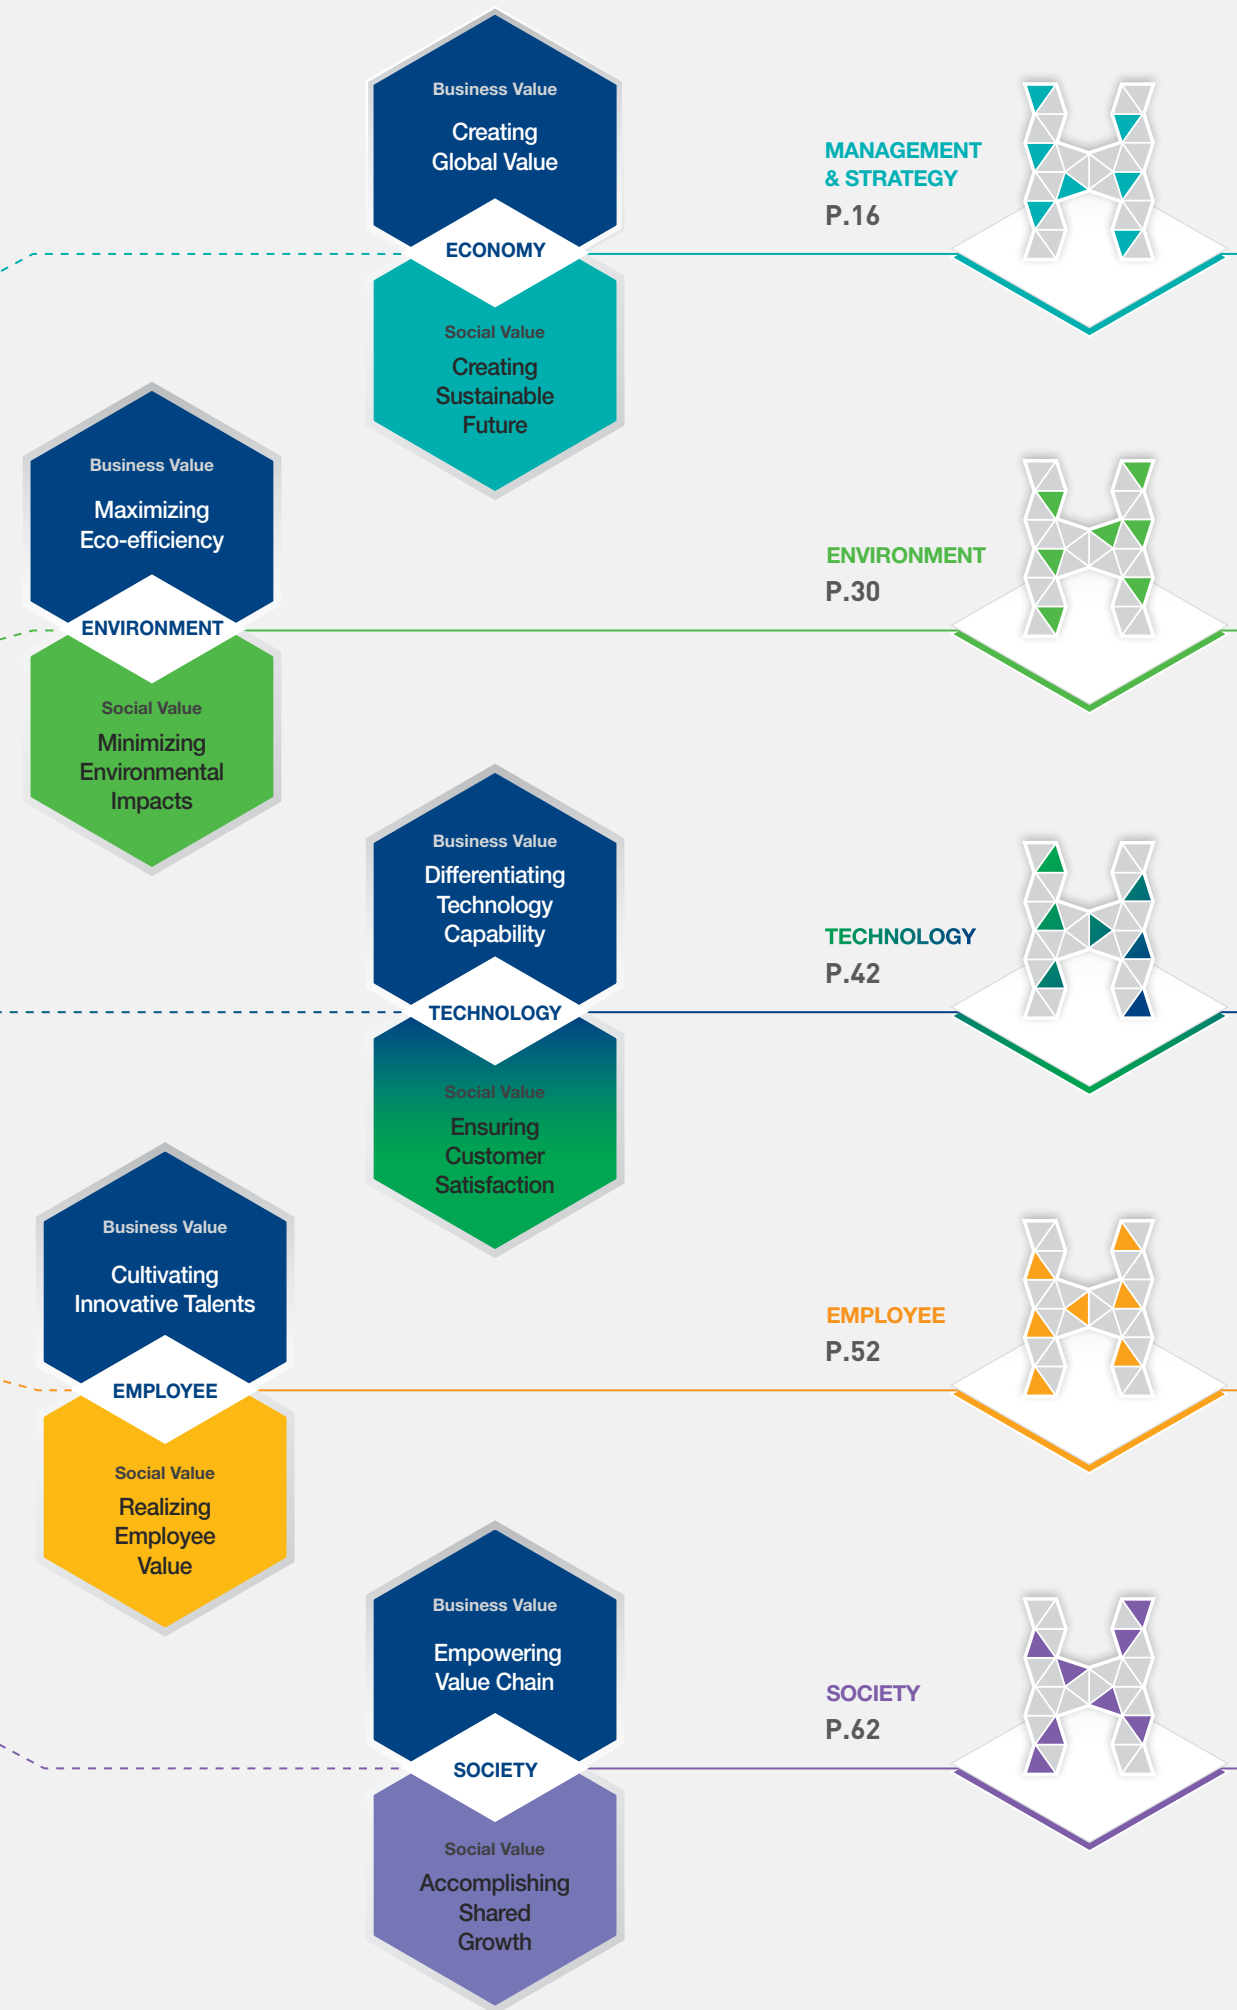 Business Value
Creating
Global Value
ECONOMY
Social Value
Creating
Sustainable
Future
MANAGEMENT
& STRATEGY
P.16
Business Value
Maximizing
Eco-efficiency
ENVIRONMENT
Social Value
Minimizing
Environmental
Impacts
ENVIRONMENT
P.30
Business Value
Differentiating
Technology
Capability
TECHNOLOGY
Social Value
Ensuring
Customer
Satisfaction
TECHNOLOGY
P.42
Business Value
Cultivating
Innovative Talents
EMPLOYEE
Social Value
Realizing
Employee
Value
EMPLOYEE
P.52
Business Value
Empowering
Value Chain
SOCIETY
Social Value
Accomplishing
Shared
Growth
SOCIETY
P.62